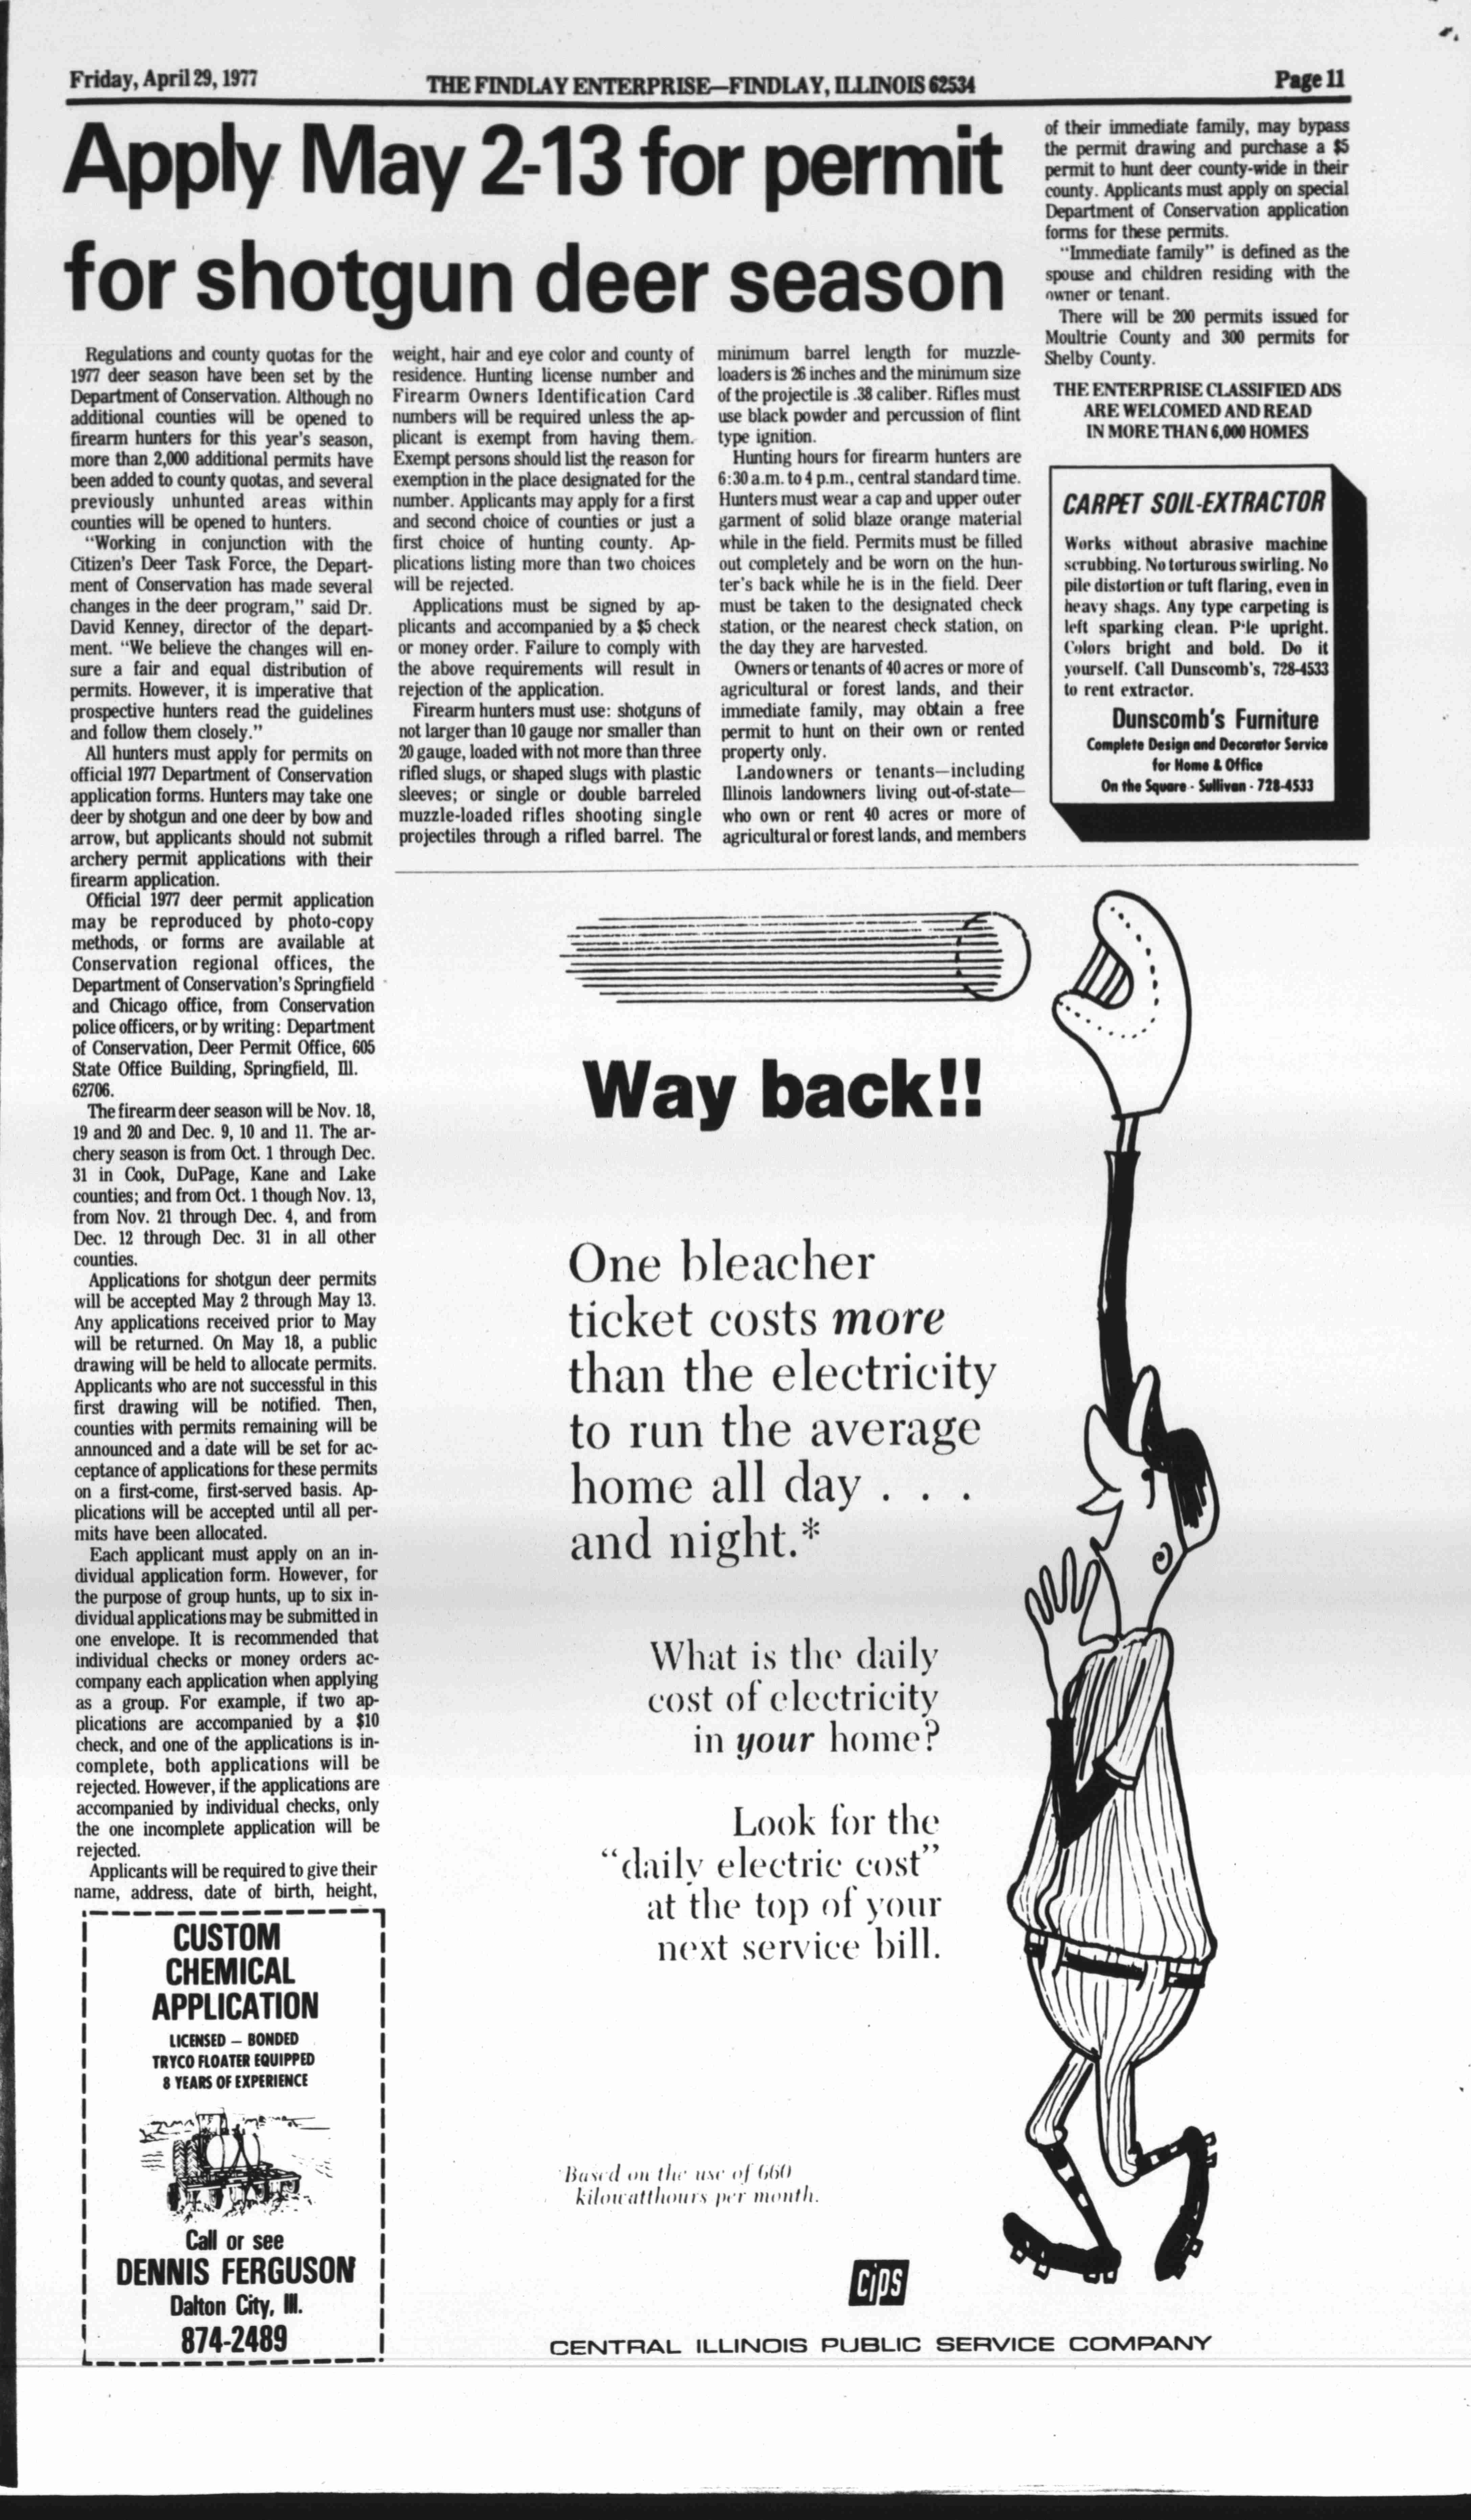 Friday, April 29, 1977
THE FINDLAY ENTERPRISE—FINDLAY, ILLINOIS 62534
Page 11
Apply May 2-13 for permit
for shotgun deer season
Regulations and county quotas for the
1977 deer season have been set by the
Department of Conservation. Although no
additional counties will be opened to
firearm hunters for this year's season,
more than 2,000 additional permits have
been added to county quotas, and several
previously unhunted areas within
counties will be opened to hunters.
"Working in conjunction with the
Citizen's Deer Task Force, the Depart-
ment of Conservation has made several
changes in the deer program," said Dr.
David Kenney, director of the depart-
ment. "We believe the changes will en-
sure a fair and equal distribution of
permits. However, it is imperative that
prospective hunters read the guidelines
and follow them closely."
All hunters must apply for permits on
official 1977 Department of Conservation
application forms. Hunters may take one
deer by shotgun and one deer by bow and
arrow, but applicants should not submit
archery permit applications with their
firearm application.
Official 1977 deer permit application
may be reproduced by photo-copy
methods, or forms are available at
Conservation regional offices, the
Department of Conservation's Springfield
and Chicago office, from Conservation
police officers, or by writing: Department
of Conservation, Deer Permit Office, 605
State Office Building, Springfield, Ill.
62706.
The firearm deer season will be Nov. 18,
19 and 20 and Dec. 9, 10 and 11. The ar-
chery season is from Oct. 1 through Dec.
31 in Cook, DuPage, Kane and Lake
counties; and from Oct. 1 though Nov. 13,
from Nov. 21 through Dec. 4, and from
Dec. 12 through Dec. 31 in all other
counties.
Applications for shotgun deer permits
will be accepted May 2 through May 13.
Any applications received prior to May
will be returned. On May 18, a public
drawing will be held to allocate permits.
Applicants who are not successful in this
first drawing will be notified. Then,
counties with permits remaining will be
announced and a date will be set for ac-
ceptance of applications for these permits
on a first-come, first-served basis. Ap-
plications will be accepted until all per-
mits have been allocated.
Each applicant must apply on an in-
dividual application form. However, for
the purpose of group hunts, up to six in-
dividual applications may be submitted in
one envelope. It is recommended that
individual checks or money orders ac-
company each application when applying
as a group. For example, if two ap-
plications are accompanied by a $10
check, and one of the applications is in-
complete, both applications will be
rejected. However, if the applications are
accompanied by individual checks, only
the one incomplete application will be
rejected.
Applicants will be required to give their
name, address, date of birth, height,
weight, hair and eye color and county of
residence. Hunting license number and
Firearm Owners Identification Card
numbers will be required unless the ap-
plicant is exempt from having them.
Exempt persons should list the reason for
exemption in the place designated for the
number. Applicants may apply for a first
and second choice of counties or just a
first choice of hunting county. Ap-
plications listing more than two choices
will be rejected.
Applications must be signed by ap-
plicants and accompanied by a $5 check
or money order. Failure to comply with
the above requirements will result in
rejection of the application.
Firearm hunters must use: shotguns of
not larger than 10 gauge nor smaller than
20 gauge, loaded with not more than three
rifled slugs, or shaped slugs with plastic
sleeves; or single or double barreled
muzzle-loaded rifles shooting single
projectiles through a rifled barrel. The
minimum barrel length for muzzle-
loaders is 26 inches and the minimum size
of the projectile is .38 caliber. Rifles must
use black powder and percussion of flint
type ignition.
Hunting hours for firearm hunters are
6:30 a.m. to 4 p.m., central standard time.
Hunters must wear a cap and upper outer
garment of solid blaze orange material
while in the field. Permits must be filled
out completely and be worn on the hun-
ter's back while he is in the field. Deer
must be taken to the designated check
station, or the nearest check station, on
the day they are harvested.
Owners or tenants of 40 acres or more of
agricultural or forest lands, and their
immediate family, may obtain a free
permit to hunt on their own or rented
property only.
Landowners or tenants—including
Illinois landowners living out-of-state—
who own or rent 40 acres or more of
agricultural or forest lands, and members
of their immediate family, may bypass
the permit drawing and purchase a $5
permit to hunt deer county-wide in their
county. Applicants must apply on special
Department of Conservation application
forms for these permits.
"Immediate family" is defined as the
spouse and children residing with the
owner or tenant.
There will be 200 permits issued for
Moultrie County and 300 permits for
Shelby County.
THE ENTERPRISE CLASSIFIED ADS
ARE WELCOMED AND READ
IN MORE THAN 6,000 HOMES
CARPET SOIL-EXTRACTOR
Works without abrasive machine
scrubbing. No torturous swirling. No
pile distortion or tuft flaring, even in
heavy shags. Any type carpeting is
left sparking clean. Pile upright.
Colors bright and bold. Do it
yourself. Call Dunscomb's, 728-4533
to rent extractor.
Dunscomb's Furniture
Complete Design and Decorator Service
for Home & Office
On the Square - Sullivan - 728-4533
Way back!!
One bleacher
ticket costs more
than the electricity
to run the average
home all day . . .
and night.*
What is the daily
cost of electricity
in your home?
Look for the
"daily electric cost"
at the top of your
next service bill.
*Based on the use of 660
kilowatthours per month.
CIPS
CENTRAL ILLINOIS PUBLIC SERVICE COMPANY
CUSTOM
CHEMICAL
APPLICATION
LICENSED — BONDED
TRYCO FLOATER EQUIPPED
8 YEARS OF EXPERIENCE
Call or see
DENNIS FERGUSON
Dalton City, Ill.
874-2489